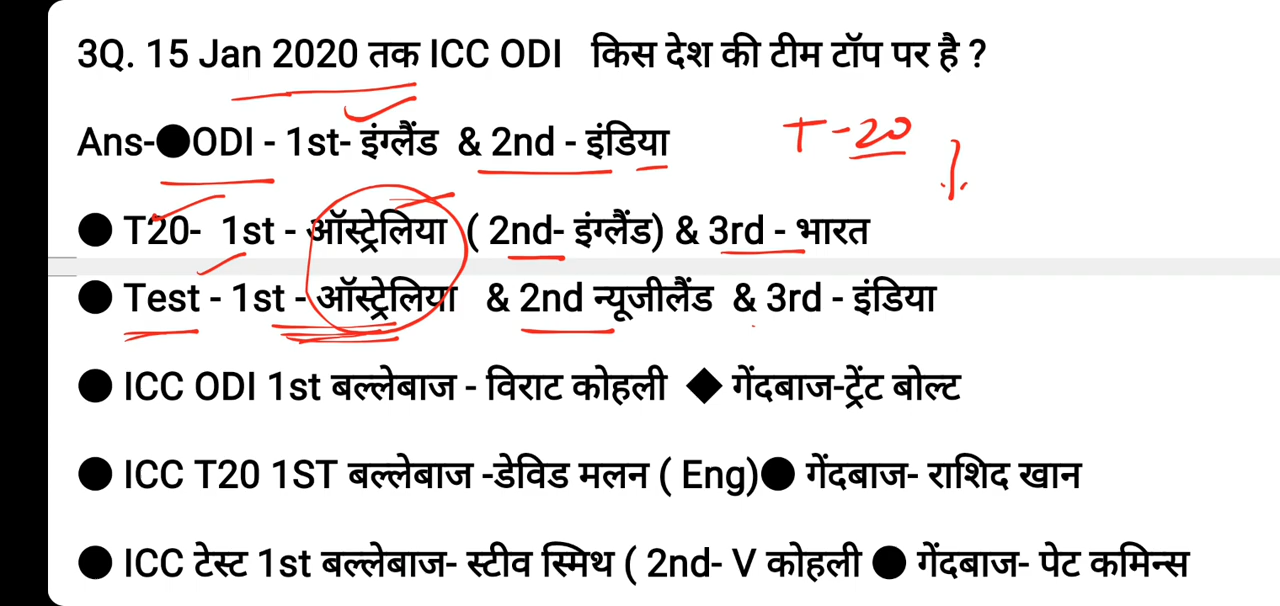 3Q. 15 Jan 2020 तक ICC ODI किस देश की टीम टॉप पर है ?
Ans-●ODI - 1st- इंग्लैंड & 2nd - इंडिया
T-20
● T20- 1st - ऑस्ट्रेलिया ( 2nd- इंग्लैंड) & 3rd - भारत
● Test - 1st - ऑस्ट्रेलिया & 2nd न्यूजीलैंड & 3rd - इंडिया
● ICC ODI 1st बल्लेबाज - विराट कोहली ◆ गेंदबाज-ट्रेंट बोल्ट
● ICC T20 1ST बल्लेबाज -डेविड मलन ( Eng)● गेंदबाज- राशिद खान
● ICC टेस्ट 1st बल्लेबाज- स्टीव स्मिथ ( 2nd- V कोहली ● गेंदबाज- पेट कमिन्स